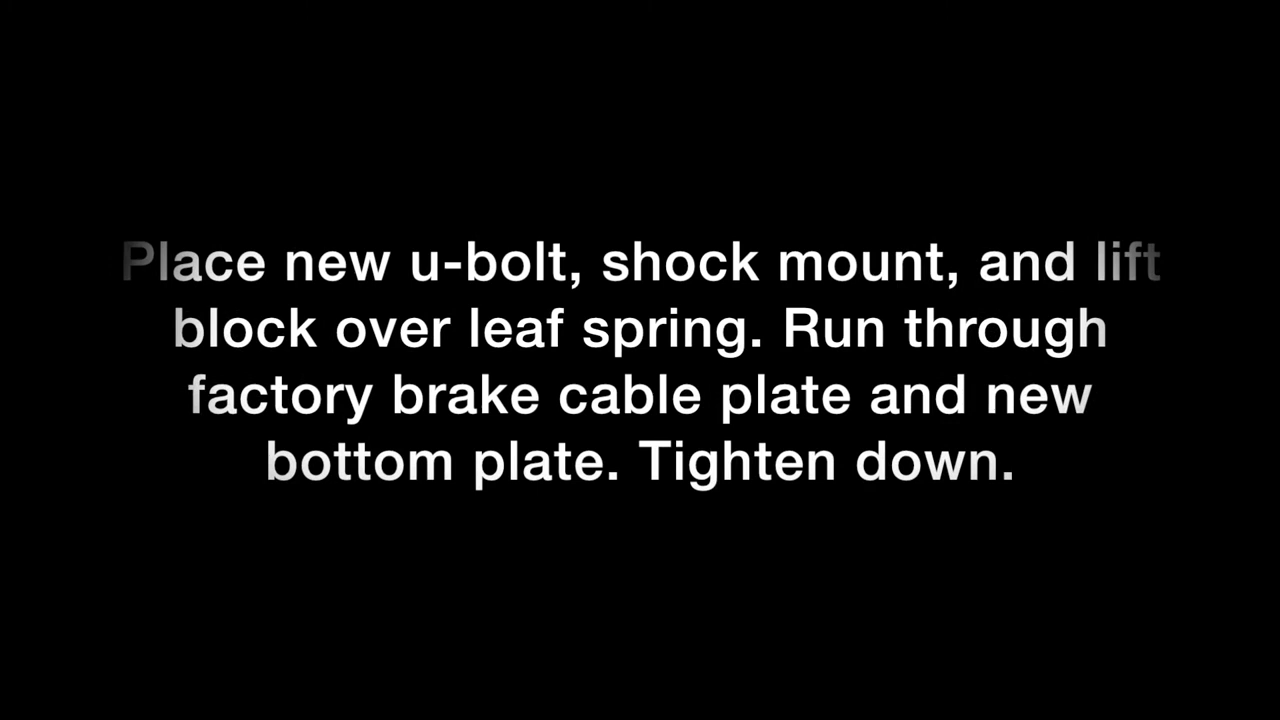 Place new u-bolt, shock mount, and lift
block over leaf spring. Run through
factory brake cable plate and new
bottom plate. Tighten down.